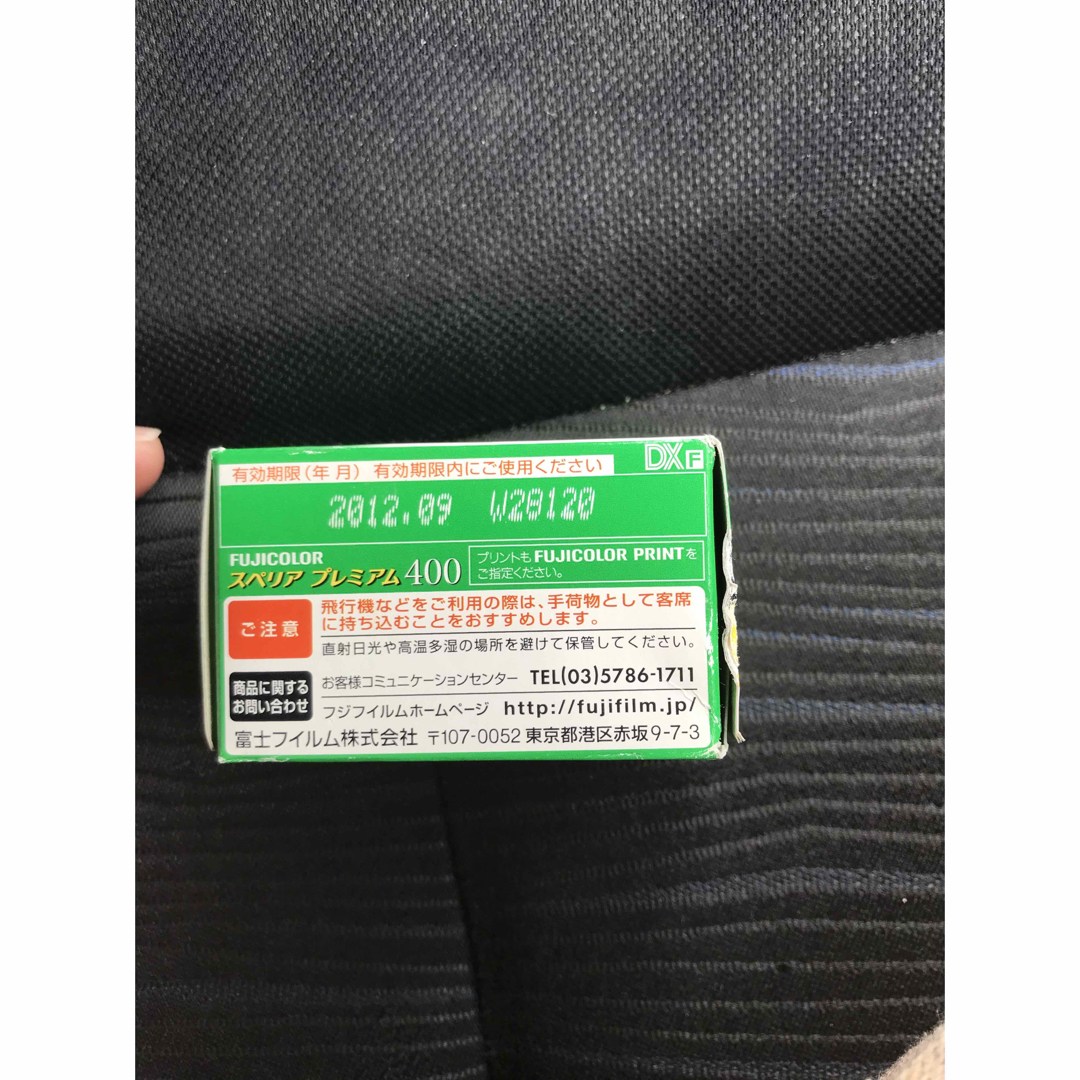 有効期限(年 月) 有効期限内にご使用ください
DX F
2012.09 W28120
FUJICOLOR
スペリア プレミアム 400
プリントも FUJICOLOR PRINT を
ご指定ください。
ご注意
飛行機などをご利用の際は、手荷物として客席
に持ち込むことをおすすめします。
直射日光や高温多湿の場所を避けて保管してください。
商品に関する
お問い合わせ
お客様コミュニケーションセンター TEL(03)5786-1711
フジフイルムホームページ http://fujifilm.jp/
富士フイルム株式会社 〒107-0052 東京都港区赤坂9-7-3